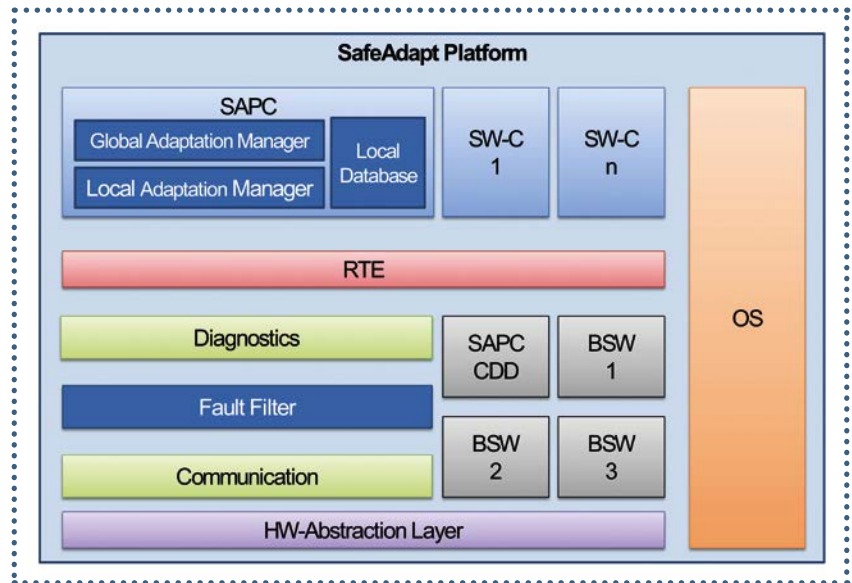 SafeAdapt Platform
SAPC
Global Adaptation Manager
Local Adaptation Manager
Local
Database
SW-C
1
SW-C
n
RTE
OS
Diagnostics
Fault Filter
Communication
SAPC
CDD
BSW
1
BSW
2
BSW
3
HW-Abstraction Layer